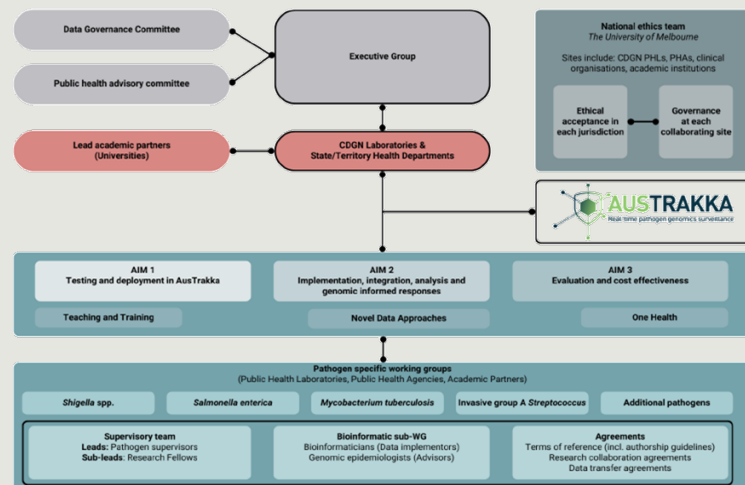 Data Governance Committee
Public health advisory committee
Executive Group
National ethics team
The University of Melbourne
Sites include: CDGN PHLs, PHAs, clinical
organisations, academic institutions
Ethical
acceptance in
each jurisdiction
Governance
at each
collaborating site
Lead academic partners
(Universities)
CDGN Laboratories &
State/Territory Health Departments
AUSTRAKKA
Real-time pathogen genomics surveillance
AIM 1
Testing and deployment in AusTrakka
AIM 2
Implementation, integration, analysis and
genomic informed responses
AIM 3
Evaluation and cost effectiveness
Teaching and Training
Novel Data Approaches
One Health
Pathogen specific working groups
(Public Health Laboratories, Public Health Agencies, Academic Partners)
Shigella spp.
Salmonella enterica
Mycobacterium tuberculosis
Invasive group A Streptococcus
Additional pathogens
Supervisory team
Leads: Pathogen supervisors
Sub-leads: Research Fellows
Bioinformatic sub-WG
Bioinformaticians (Data implementors)
Genomic epidemiologists (Advisors)
Agreements
Terms of reference (incl. authorship guidelines)
Research collaboration agreements
Data transfer agreements